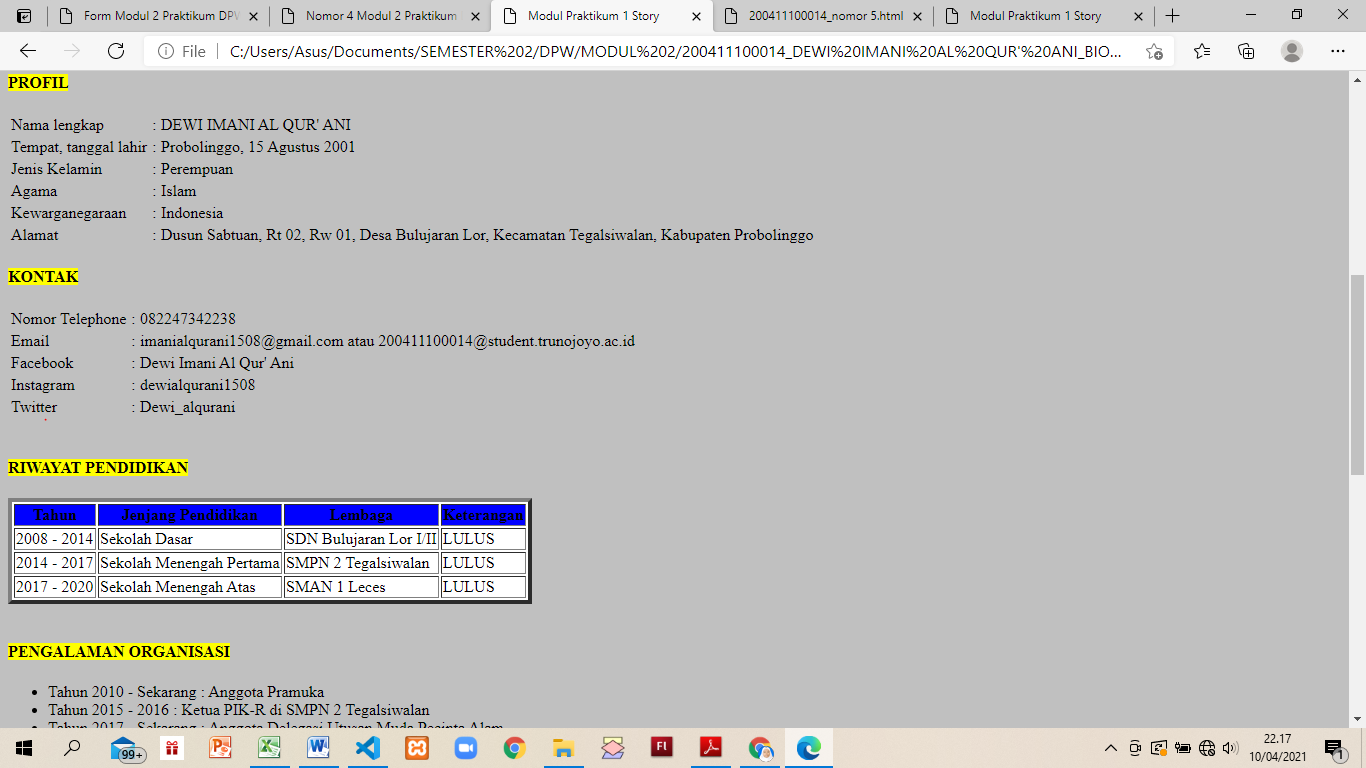 Form Modul 2 Praktikum DPW
Nomor 4 Modul 2 Praktikum
Modul Praktikum 1 Story
200411100014_nomor 5.html
Modul Praktikum 1 Story
File
C:/Users/Asus/Documents/SEMESTER%202/DPW/MODUL%202/200411100014_DEWI%20IMANI%20AL%20QUR'%20ANI_BIO...
PROFIL
Nama lengkap : DEWI IMANI AL QUR' ANI
Tempat, tanggal lahir : Probolinggo, 15 Agustus 2001
Jenis Kelamin : Perempuan
Agama : Islam
Kewarganegaraan : Indonesia
Alamat : Dusun Sabtuan, Rt 02, Rw 01, Desa Bulujaran Lor, Kecamatan Tegalsiwalan, Kabupaten Probolinggo
KONTAK
Nomor Telephone : 082247342238
Email : imanialqurani1508@gmail.com atau 200411100014@student.trunojoyo.ac.id
Facebook : Dewi Imani Al Qur' Ani
Instagram : dewialqurani1508
Twitter : Dewi_alqurani
RIWAYAT PENDIDIKAN
Tahun Jenjang Pendidikan Lembaga Keterangan
2008 - 2014 Sekolah Dasar SDN Bulujaran Lor I/II LULUS
2014 - 2017 Sekolah Menengah Pertama SMPN 2 Tegalsiwalan LULUS
2017 - 2020 Sekolah Menengah Atas SMAN 1 Leces LULUS
PENGALAMAN ORGANISASI
Tahun 2010 - Sekarang : Anggota Pramuka
Tahun 2015 - 2016 : Ketua PIK-R di SMPN 2 Tegalsiwalan
Tahun 2017 - Sekarang : Anggota Delegasi Utusan Muda Pecinta Alam
99+
22.17
10/04/2021
1